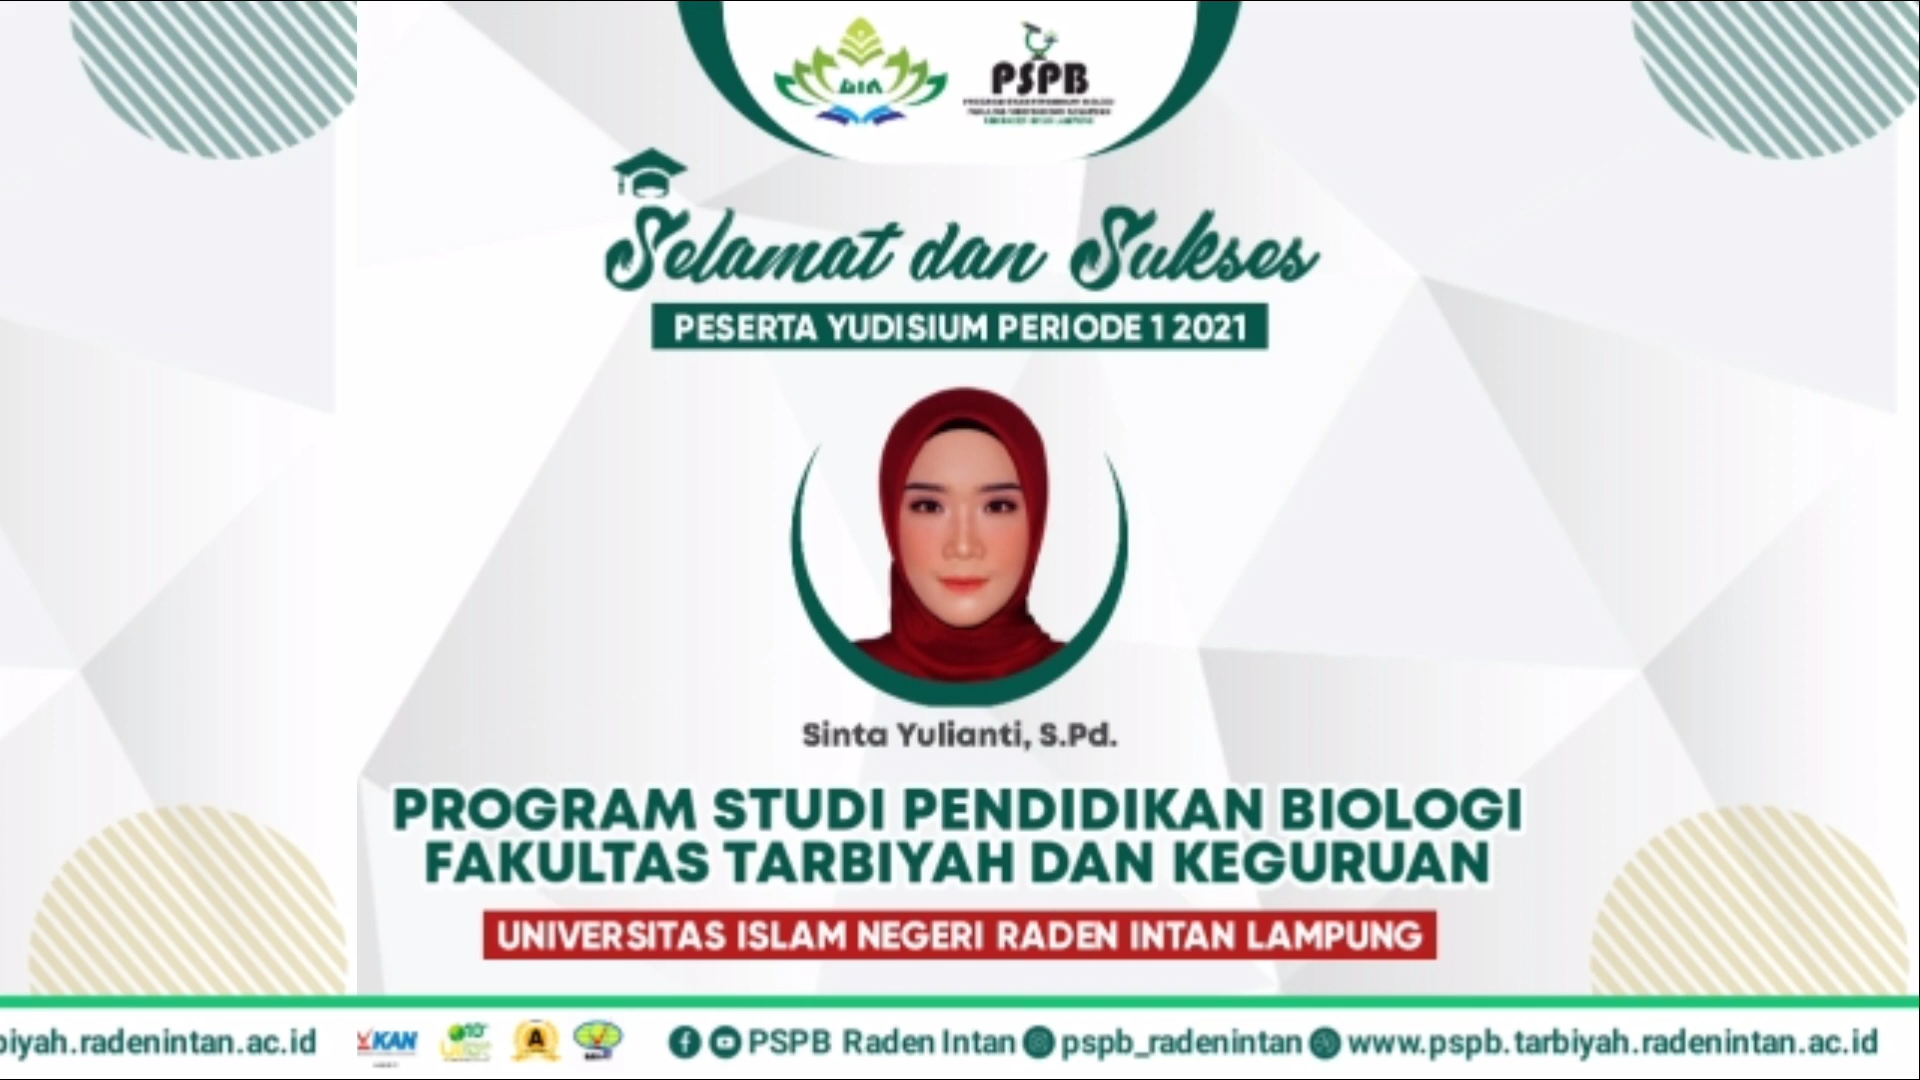 PSPB
Selamat dan Sukses
PESERTA YUDISIUM PERIODE 1 2021
Sinta Yulianti, S.Pd.
PROGRAM STUDI PENDIDIKAN BIOLOGI
FAKULTAS TARBIYAH DAN KEGURUAN
UNIVERSITAS ISLAM NEGERI RADEN INTAN LAMPUNG
biyah.radenintan.ac.id KAN A PSPB Raden Intan pspb_radenintan www.pspb.tarbiyah.radenintan.ac.id